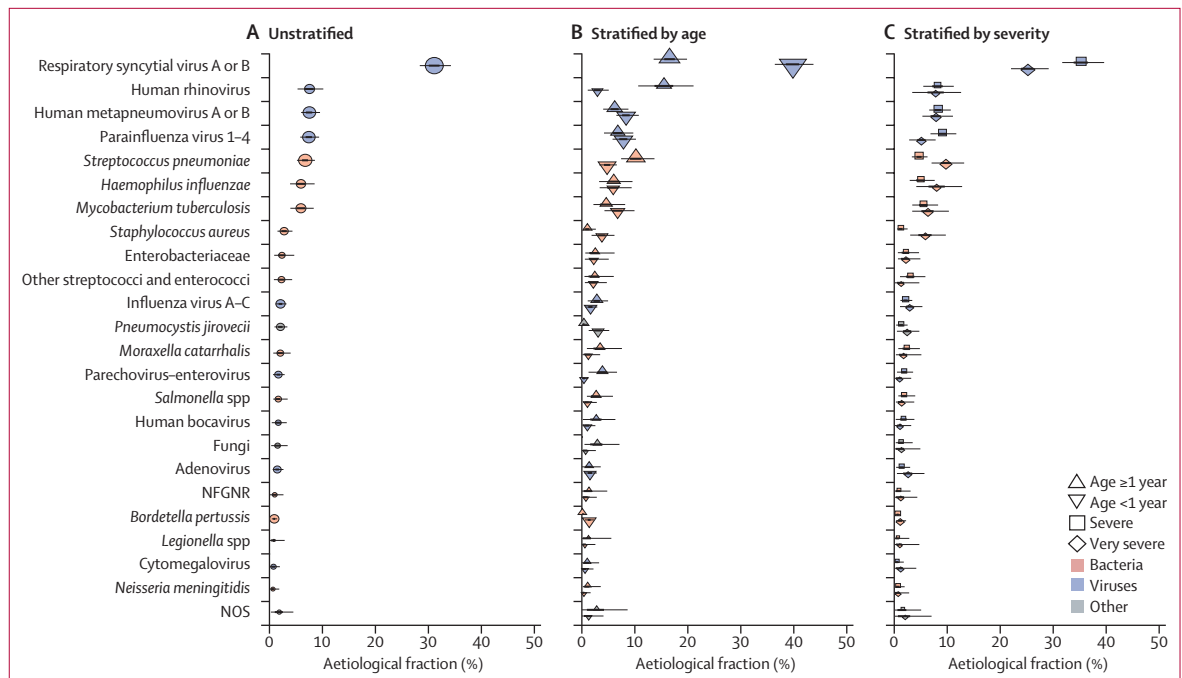 A Unstratified
B Stratified by age
C Stratified by severity
Respiratory syncytial virus A or B
Human rhinovirus
Human metapneumovirus A or B
Parainfluenza virus 1–4
Streptococcus pneumoniae
Haemophilus influenzae
Mycobacterium tuberculosis
Staphylococcus aureus
Enterobacteriaceae
Other streptococci and enterococci
Influenza virus A–C
Pneumocystis jirovecii
Moraxella catarrhalis
Parechovirus–enterovirus
Salmonella spp
Human bocavirus
Fungi
Adenovirus
NFGNR
Bordetella pertussis
Legionella spp
Cytomegalovirus
Neisseria meningitidis
NOS
Age ≥1 year
Age <1 year
Severe
Very severe
Bacteria
Viruses
Other
0 10 20 30 40 50
0 10 20 30 40 50
0 10 20 30 40 50
Aetiological fraction (%)
Aetiological fraction (%)
Aetiological fraction (%)